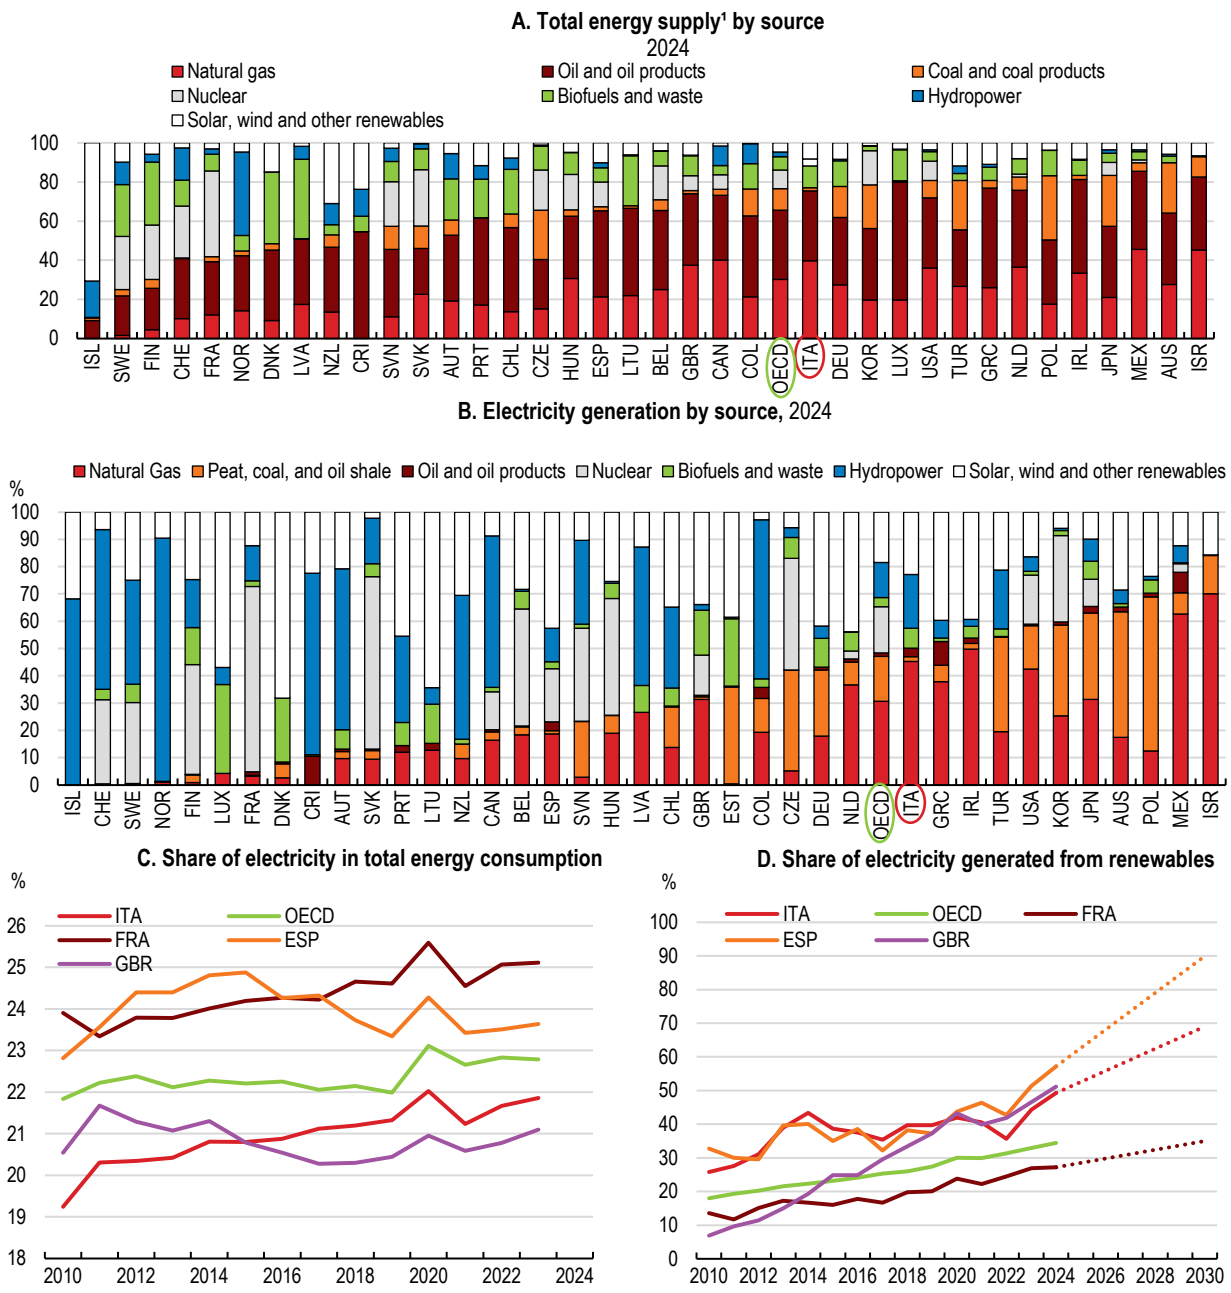 A. Total energy supply¹ by source
2024
Natural gas Oil and oil products Coal and coal products
Nuclear Biofuels and waste Hydropower
Solar, wind and other renewables
100
80
60
40
20
0
ISL SWE FIN CHE FRA NOR DNK LVA NZL CRI SVN SVK AUT PRT CHL CZE HUN ESP LTU BEL GBR CAN COL OECD ITA DEU KOR LUX USA TUR GRC NLD POL IRL JPN MEX AUS ISR
B. Electricity generation by source, 2024
Natural Gas Peat, coal, and oil shale Oil and oil products Nuclear Biofuels and waste Hydropower Solar, wind and other renewables
%
100
90
80
70
60
50
40
30
20
10
0
ISL CHE SWE NOR FIN LUX FRA DNK CRI AUT SVK PRT LTU NZL CAN BEL ESP SVN HUN LVA CHL GBR EST COL CZE DEU NLD OECD ITA GRC IRL TUR USA KOR JPN AUS POL MEX ISR
C. Share of electricity in total energy consumption
%
ITA OECD
FRA ESP
GBR
26
25
24
23
22
21
20
19
18
2010 2012 2014 2016 2018 2020 2022 2024
D. Share of electricity generated from renewables
%
ITA OECD FRA
ESP GBR
100
90
80
70
60
50
40
30
20
10
0
2010 2012 2014 2016 2018 2020 2022 2024 2026 2028 2030